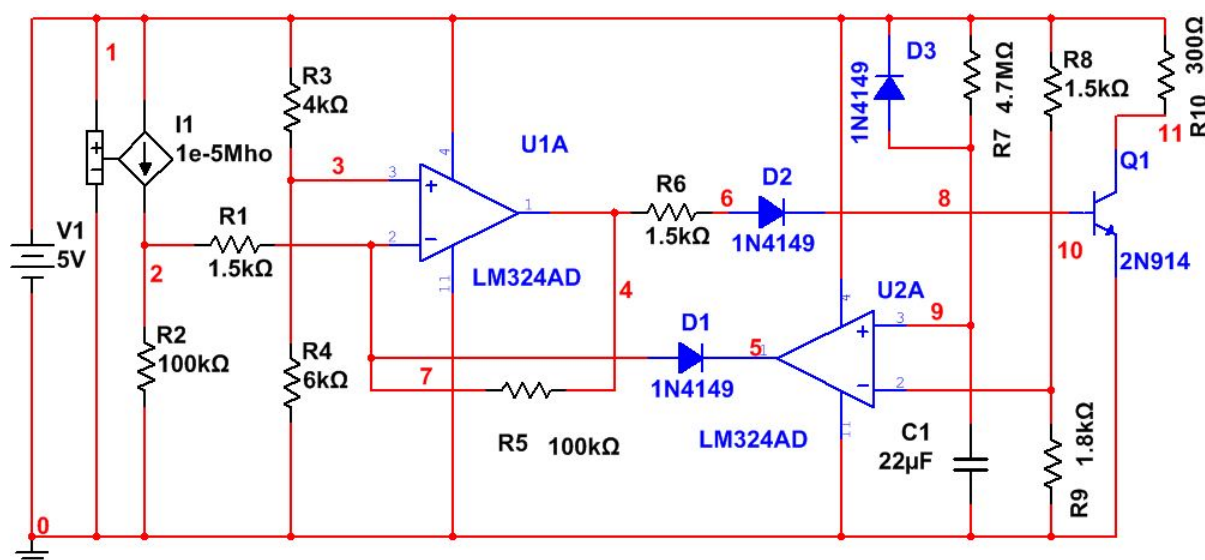 1
V1
5V
0
I1
1e-5Mho
2
R1
1.5kΩ
R2
100kΩ
R3
4kΩ
3
R4
6kΩ
3
2
4
11
1
U1A
LM324AD
4
7
R5
100kΩ
R6
1.5kΩ
6
D2
1N4149
8
D1
1N4149
5
1
U2A
4
11
3
2
LM324AD
9
D3
1N4149
R7
4.7MΩ
C1
22µF
R8
1.5kΩ
10
R9
1.8kΩ
Q1
2N914
11
R10
300Ω